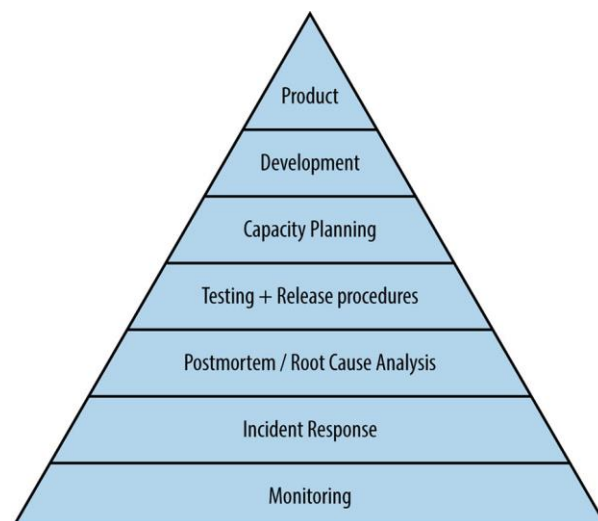 Product
Development
Capacity Planning
Testing + Release procedures
Postmortem / Root Cause Analysis
Incident Response
Monitoring